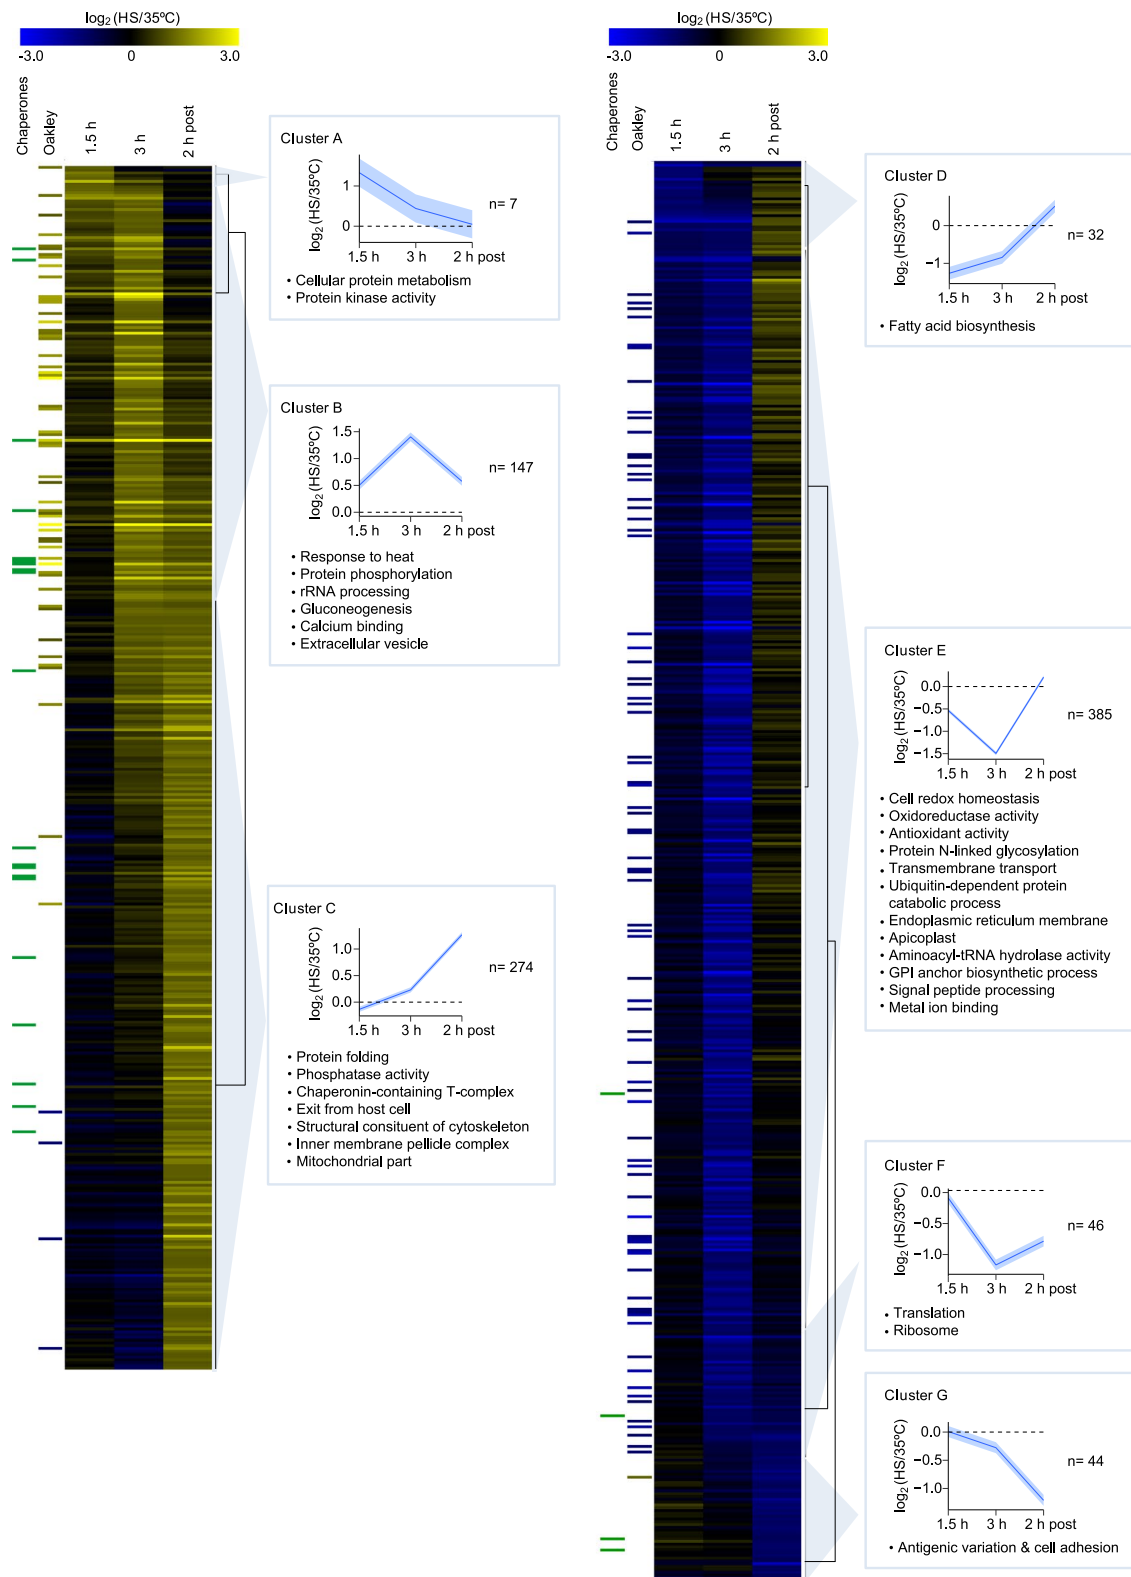 log2 (HS/35ºC)
-3.0
0
3.0
Chaperones
Oakley
1.5 h
3 h
2 h post
Cluster A
log2 (HS/35ºC)
1
0
1.5 h
3 h
2 h post
n= 7
• Cellular protein metabolism
• Protein kinase activity
Cluster B
log2 (HS/35ºC)
1.5
1.0
0.5
0.0
1.5 h
3 h
2 h post
n= 147
• Response to heat
• Protein phosphorylation
• rRNA processing
• Gluconeogenesis
• Calcium binding
• Extracellular vesicle
Cluster C
log2 (HS/35ºC)
1.0
0.5
0.0
1.5 h
3 h
2 h post
n= 274
• Protein folding
• Phosphatase activity
• Chaperonin-containing T-complex
• Exit from host cell
• Structural consituent of cytoskeleton
• Inner membrane pellicle complex
• Mitochondrial part
log2 (HS/35ºC)
-3.0
0
3.0
Chaperones
Oakley
1.5 h
3 h
2 h post
Cluster D
log2 (HS/35ºC)
0
−1
1.5 h
3 h
2 h post
n= 32
• Fatty acid biosynthesis
Cluster E
log2 (HS/35ºC)
0.0
−0.5
−1.0
−1.5
1.5 h
3 h
2 h post
n= 385
• Cell redox homeostasis
• Oxidoreductase activity
• Antioxidant activity
• Protein N-linked glycosylation
• Transmembrane transport
• Ubiquitin-dependent protein
catabolic process
• Endoplasmic reticulum membrane
• Apicoplast
• Aminoacyl-tRNA hydrolase activity
• GPI anchor biosynthetic process
• Signal peptide processing
• Metal ion binding
Cluster F
log2 (HS/35ºC)
0.0
−0.5
−1.0
1.5 h
3 h
2 h post
n= 46
• Translation
• Ribosome
Cluster G
log2 (HS/35ºC)
0.0
−0.5
−1.0
1.5 h
3 h
2 h post
n= 44
• Antigenic variation & cell adhesion